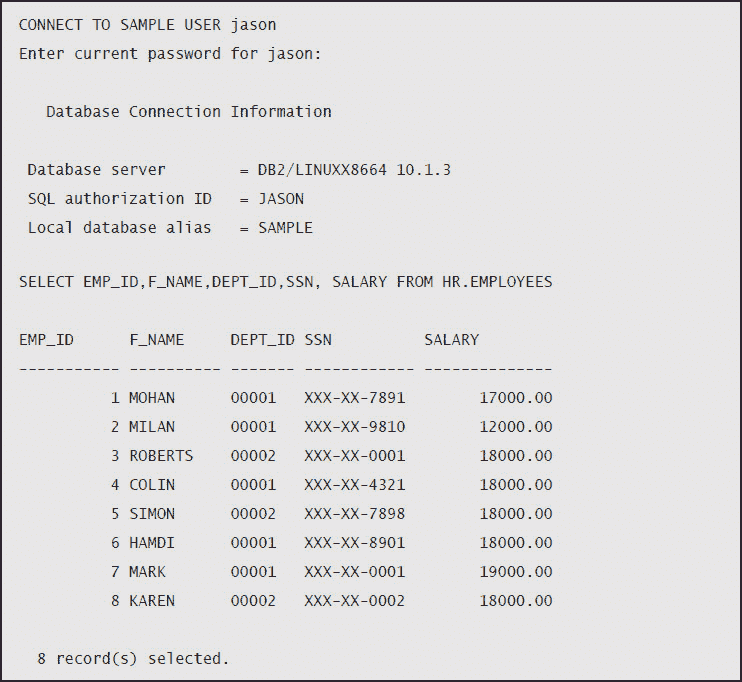 CONNECT TO SAMPLE USER jason
Enter current password for jason:
Database Connection Information
Database server = DB2/LINUXX8664 10.1.3
SQL authorization ID = JASON
Local database alias = SAMPLE
SELECT EMP_ID,F_NAME,DEPT_ID,SSN, SALARY FROM HR.EMPLOYEES
EMP_ID F_NAME DEPT_ID SSN SALARY
----------- ---------- ------- ------------ --------------
1 MOHAN 00001 XXX-XX-7891 17000.00
2 MILAN 00001 XXX-XX-9810 12000.00
3 ROBERTS 00002 XXX-XX-0001 18000.00
4 COLIN 00001 XXX-XX-4321 18000.00
5 SIMON 00002 XXX-XX-7898 18000.00
6 HAMDI 00001 XXX-XX-8901 18000.00
7 MARK 00001 XXX-XX-0001 19000.00
8 KAREN 00002 XXX-XX-0002 18000.00
8 record(s) selected.